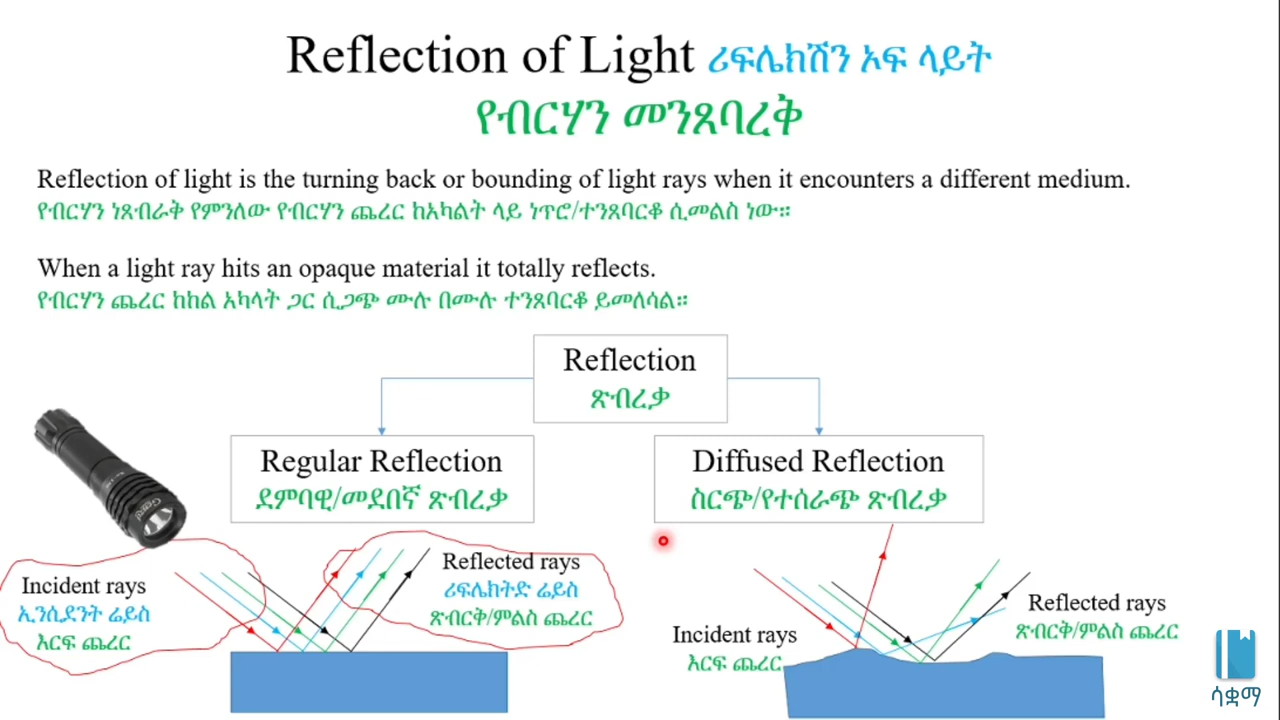 Reflection of Light ሪፍሌክሽን ኦፍ ላይት
የብርሃን መንጸባረቅ
Reflection of light is the turning back or bounding of light rays when it encounters a different medium.
የብርሃን ነጸብራቅ የምንለው የብርሃን ጨረር ከአካልት ላይ ነጥሮ/ተንጸባርቆ ሲመልስ ነው።
When a light ray hits an opaque material it totally reflects.
የብርሃን ጨረር ከከል አካላት ጋር ሲጋጭ ሙሉ በሙሉ ተንጸባርቆ ይመለሳል።
Reflection
ጽብረቃ
Regular Reflection
ደምባዊ/መደበኛ ጽብረቃ
Diffused Reflection
ስርጭ/የተሰራጭ ጽብረቃ
Incident rays
ኢንሲደንት ሬይስ
እርፍ ጨረር
Reflected rays
ሪፍሌክትድ ሬይስ
ጽብርቅ/ምልስ ጨረር
Incident rays
እርፍ ጨረር
Reflected rays
ጽብርቅ/ምልስ ጨረር
ሳቋማ